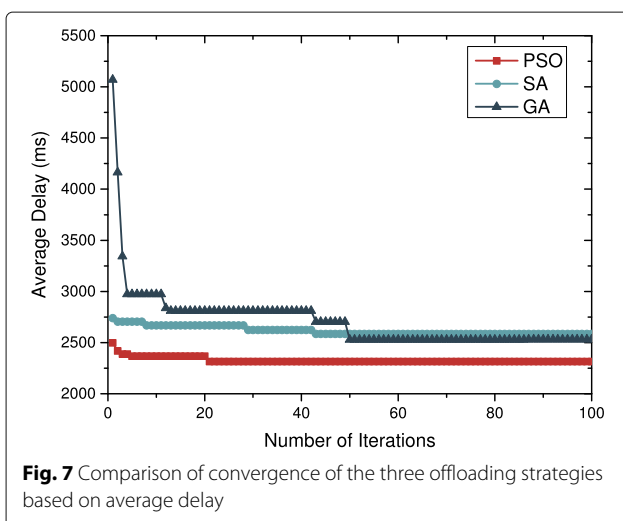 5500
5000
4500
4000
3500
3000
2500
2000
Average Delay (ms)
PSO
SA
GA
0 20 40 60 80 100
Number of Iterations
Fig. 7 Comparison of convergence of the three offloading strategies
based on average delay